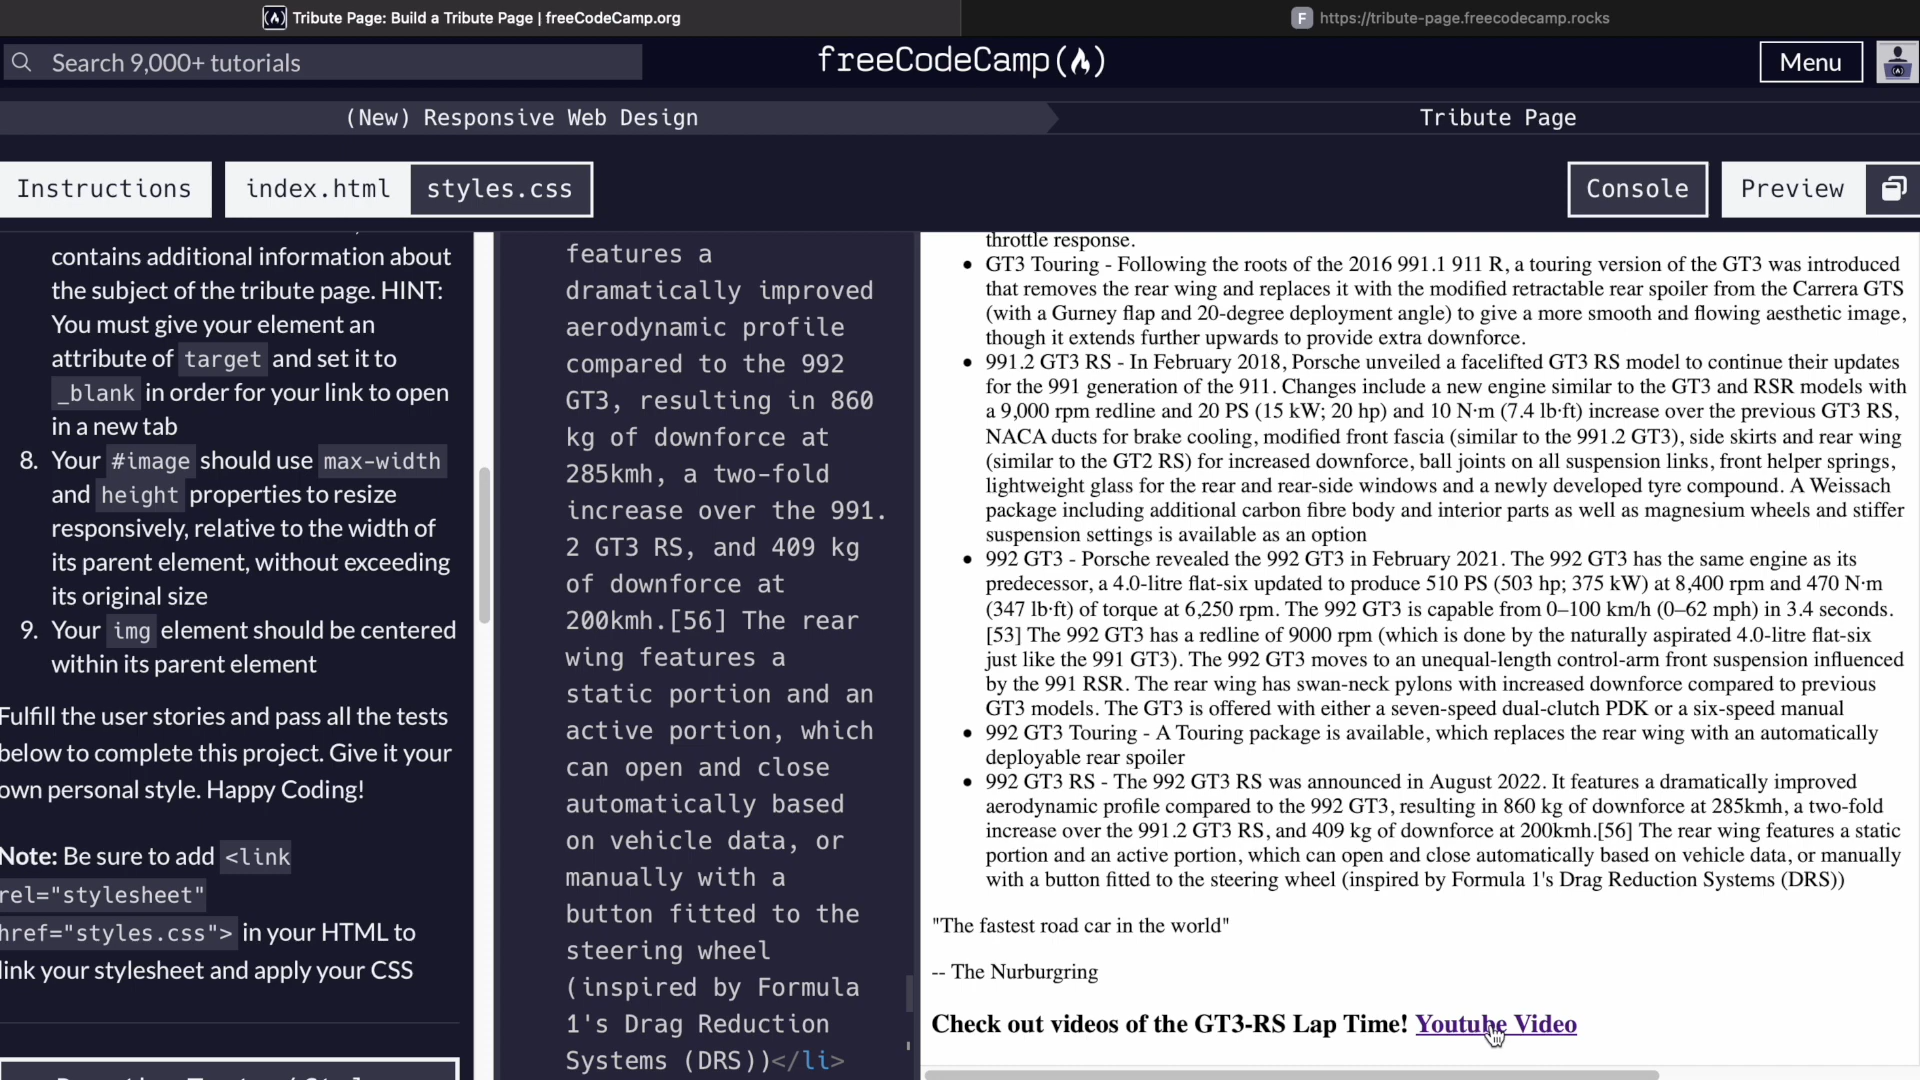 Tribute Page: Build a Tribute Page | freeCodeCamp.org
F https://tribute-page.freecodecamp.rocks
Search 9,000+ tutorials
freeCodeCamp
Menu
(New) Responsive Web Design
Tribute Page
Instructions
index.html
styles.css
Console
Preview
contains additional information about
the subject of the tribute page. HINT:
You must give your element an
attribute of target and set it to
_blank in order for your link to open
in a new tab
8. Your #image should use max-width
and height properties to resize
responsively, relative to the width of
its parent element, without exceeding
its original size
9. Your img element should be centered
within its parent element
Fulfill the user stories and pass all the tests
below to complete this project. Give it your
own personal style. Happy Coding!
Note: Be sure to add <link
rel="stylesheet"
href="styles.css"> in your HTML to
link your stylesheet and apply your CSS
features a
dramatically improved
aerodynamic profile
compared to the 992
GT3, resulting in 860
kg of downforce at
285kmh, a two-fold
increase over the 991.
2 GT3 RS, and 409 kg
of downforce at
200kmh.[56] The rear
wing features a
static portion and an
active portion, which
can open and close
automatically based
on vehicle data, or
manually with a
button fitted to the
steering wheel
(inspired by Formula
1's Drag Reduction
Systems (DRS))</li>
throttle response.
• GT3 Touring - Following the roots of the 2016 991.1 911 R, a touring version of the GT3 was introduced
that removes the rear wing and replaces it with the modified retractable rear spoiler from the Carrera GTS
(with a Gurney flap and 20-degree deployment angle) to give a more smooth and flowing aesthetic image,
though it extends further upwards to provide extra downforce.
• 991.2 GT3 RS - In February 2018, Porsche unveiled a facelifted GT3 RS model to continue their updates
for the 991 generation of the 911. Changes include a new engine similar to the GT3 and RSR models with
a 9,000 rpm redline and 20 PS (15 kW; 20 hp) and 10 N·m (7.4 lb·ft) increase over the previous GT3 RS,
NACA ducts for brake cooling, modified front fascia (similar to the 991.2 GT3), side skirts and rear wing
(similar to the GT2 RS) for increased downforce, ball joints on all suspension links, front helper springs,
lightweight glass for the rear and rear-side windows and a newly developed tyre compound. A Weissach
package including additional carbon fibre body and interior parts as well as magnesium wheels and stiffer
suspension settings is available as an option
• 992 GT3 - Porsche revealed the 992 GT3 in February 2021. The 992 GT3 has the same engine as its
predecessor, a 4.0-litre flat-six updated to produce 510 PS (503 hp; 375 kW) at 8,400 rpm and 470 N·m
(347 lb·ft) of torque at 6,250 rpm. The 992 GT3 is capable from 0–100 km/h (0–62 mph) in 3.4 seconds.
[53] The 992 GT3 has a redline of 9000 rpm (which is done by the naturally aspirated 4.0-litre flat-six
just like the 991 GT3). The 992 GT3 moves to an unequal-length control-arm front suspension influenced
by the 991 RSR. The rear wing has swan-neck pylons with increased downforce compared to previous
GT3 models. The GT3 is offered with either a seven-speed dual-clutch PDK or a six-speed manual
• 992 GT3 Touring - A Touring package is available, which replaces the rear wing with an automatically
deployable rear spoiler
• 992 GT3 RS - The 992 GT3 RS was announced in August 2022. It features a dramatically improved
aerodynamic profile compared to the 992 GT3, resulting in 860 kg of downforce at 285kmh, a two-fold
increase over the 991.2 GT3 RS, and 409 kg of downforce at 200kmh.[56] The rear wing features a static
portion and an active portion, which can open and close automatically based on vehicle data, or manually
with a button fitted to the steering wheel (inspired by Formula 1's Drag Reduction Systems (DRS))
"The fastest road car in the world"
-- The Nurburgring
Check out videos of the GT3-RS Lap Time! Youtube Video